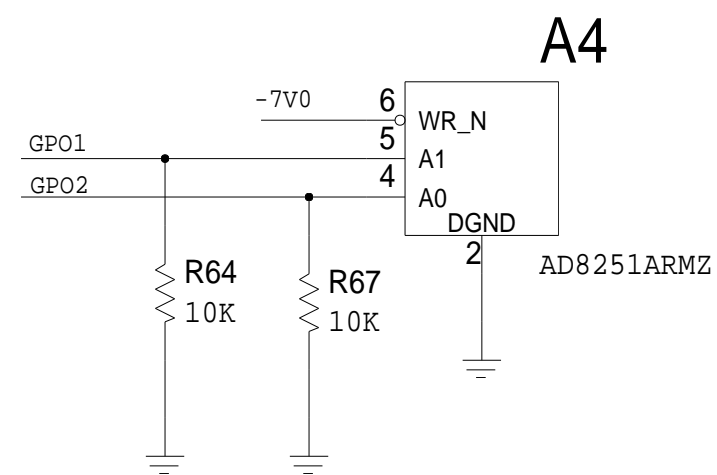 A4
-7V0
6
WR_N
GPO1
5
A1
GPO2
4
A0
DGND
2
AD8251ARMZ
R64
10K
R67
10K